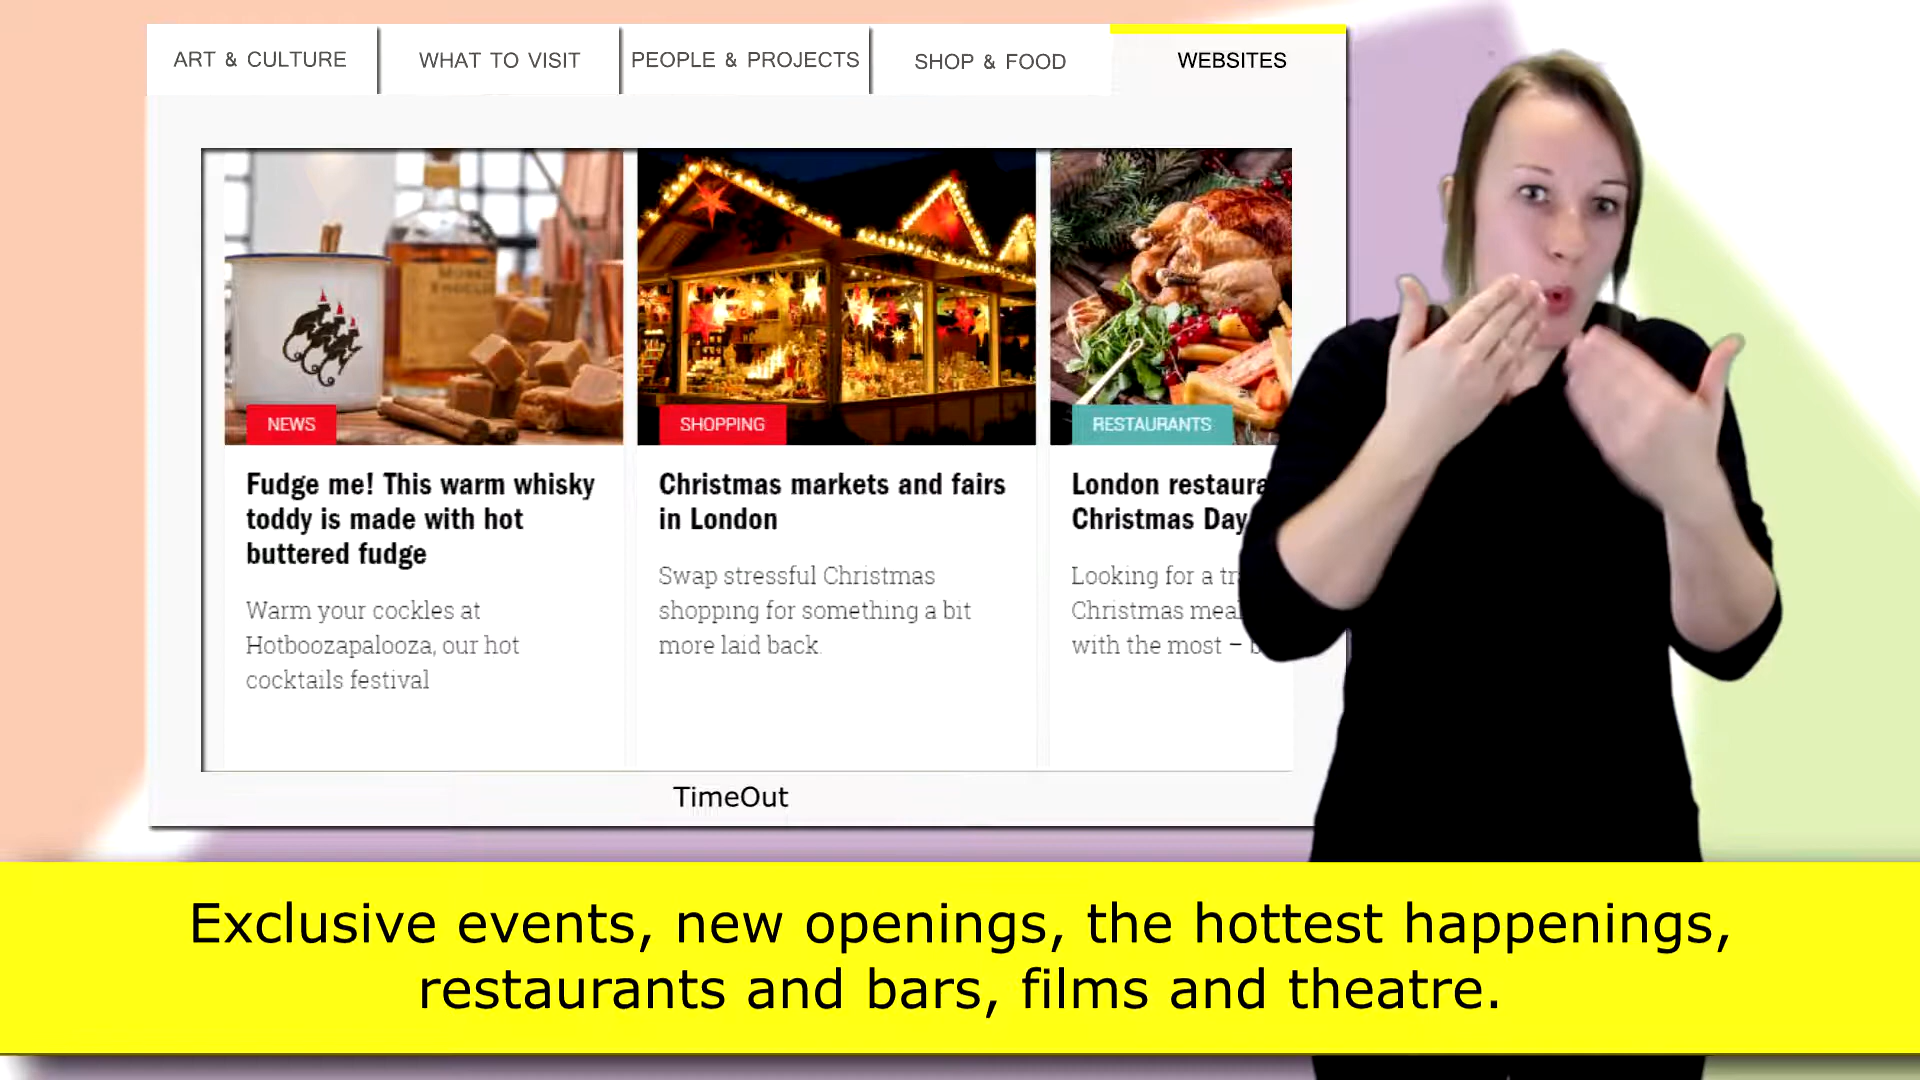 ART & CULTURE
WHAT TO VISIT
PEOPLE & PROJECTS
SHOP & FOOD
WEBSITES
NEWS
Fudge me! This warm whisky
toddy is made with hot
buttered fudge
Warm your cockles at
Hotboozapalooza, our hot
cocktails festival
SHOPPING
Christmas markets and fairs
in London
Swap stressful Christmas
shopping for something a bit
more laid back.
RESTAURANTS
London
Christmas Day
Looking for a
Christmas
with the most –
TimeOut
Exclusive events, new openings, the hottest happenings,
restaurants and bars, films and theatre.